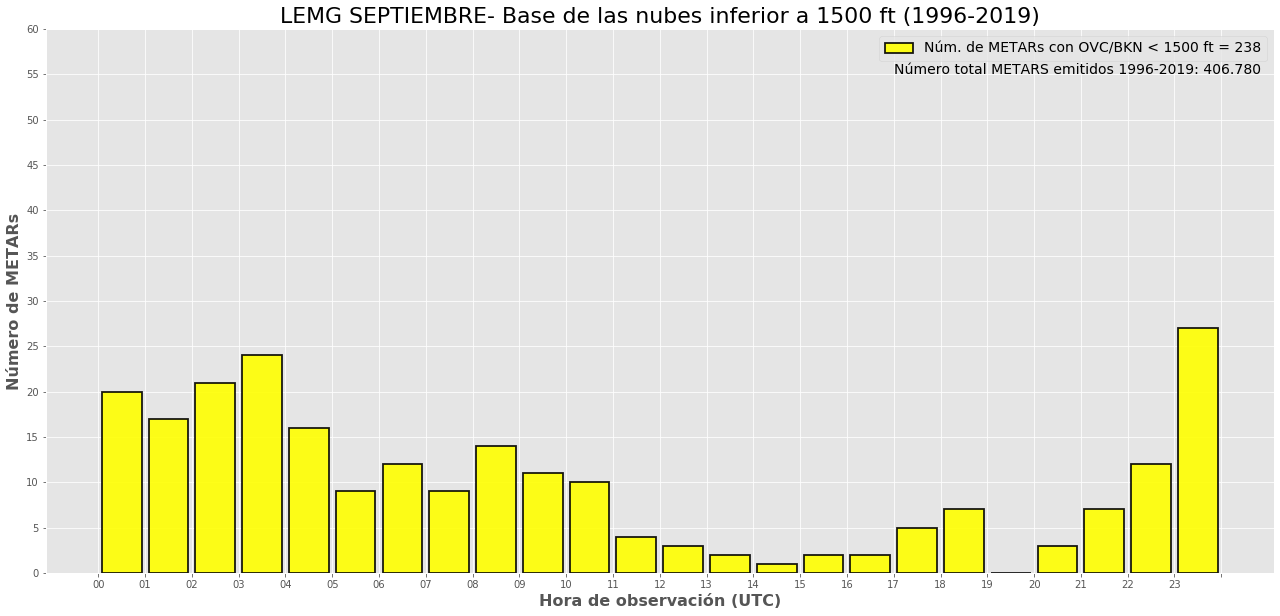 LEMG SEPTIEMBRE- Base de las nubes inferior a 1500 ft (1996-2019)
Núm. de METARs con OVC/BKN < 1500 ft = 238
Número total METARS emitidos 1996-2019: 406.780
Número de METARs
60
55
50
45
40
35
30
25
20
15
10
5
0
00 01 02 03 04 05 06 07 08 09 10 11 12 13 14 15 16 17 18 19 20 21 22 23
Hora de observación (UTC)